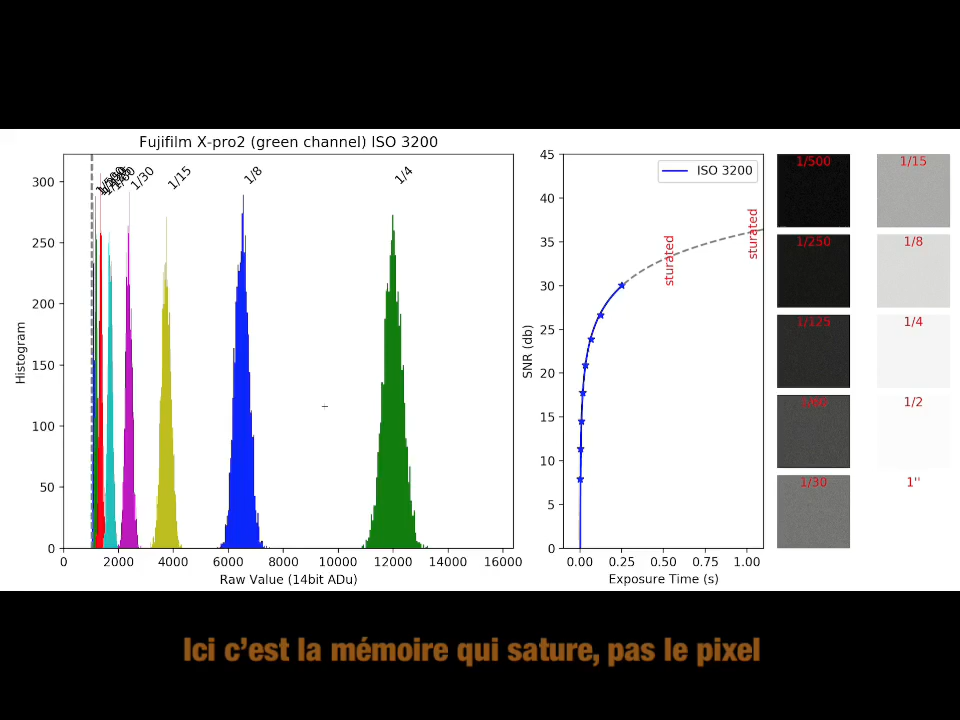 Fujifilm X-pro2 (green channel) ISO 3200
1/30
1/15
1/8
1/4
Histogram
300
250
200
150
100
50
0
0 2000 4000 6000 8000 10000 12000 14000 16000
Raw Value (14bit ADu)
ISO 3200
sturated
sturated
SNR (db)
45
40
35
30
25
20
15
10
5
0
0.00 0.25 0.50 0.75 1.00
Exposure Time (s)
1/500
1/250
1/125
1/60
1/30
1/15
1/8
1/4
1/2
1''
Ici c’est la mémoire qui sature, pas le pixel